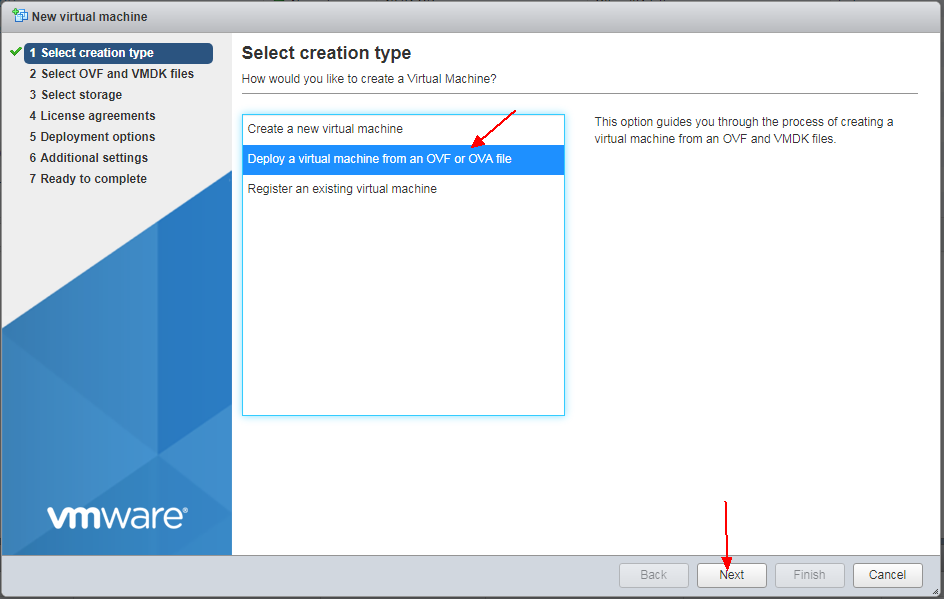 New virtual machine
1 Select creation type
2 Select OVF and VMDK files
3 Select storage
4 License agreements
5 Deployment options
6 Additional settings
7 Ready to complete
vmware®
Select creation type
How would you like to create a Virtual Machine?
Create a new virtual machine
Deploy a virtual machine from an OVF or OVA file
Register an existing virtual machine
This option guides you through the process of creating a
virtual machine from an OVF and VMDK files.
Back
Next
Finish
Cancel